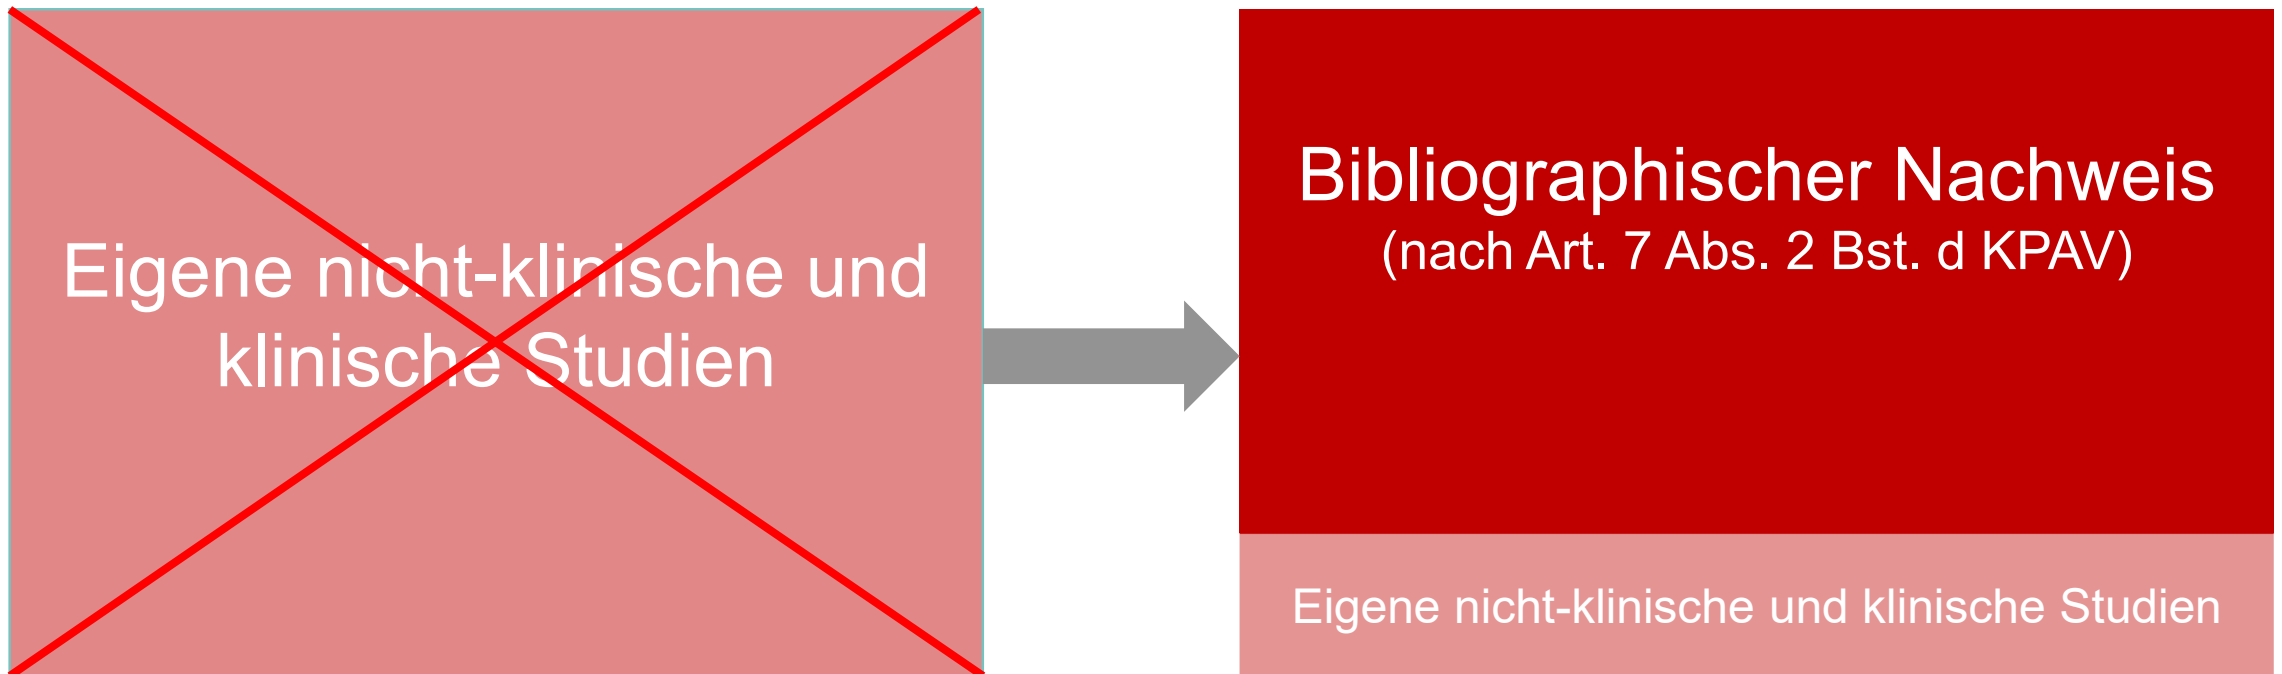 Eigene nicht-klinische und
klinische Studien
Bibliographischer Nachweis
(nach Art. 7 Abs. 2 Bst. d KPAV)
Eigene nicht-klinische und klinische Studien